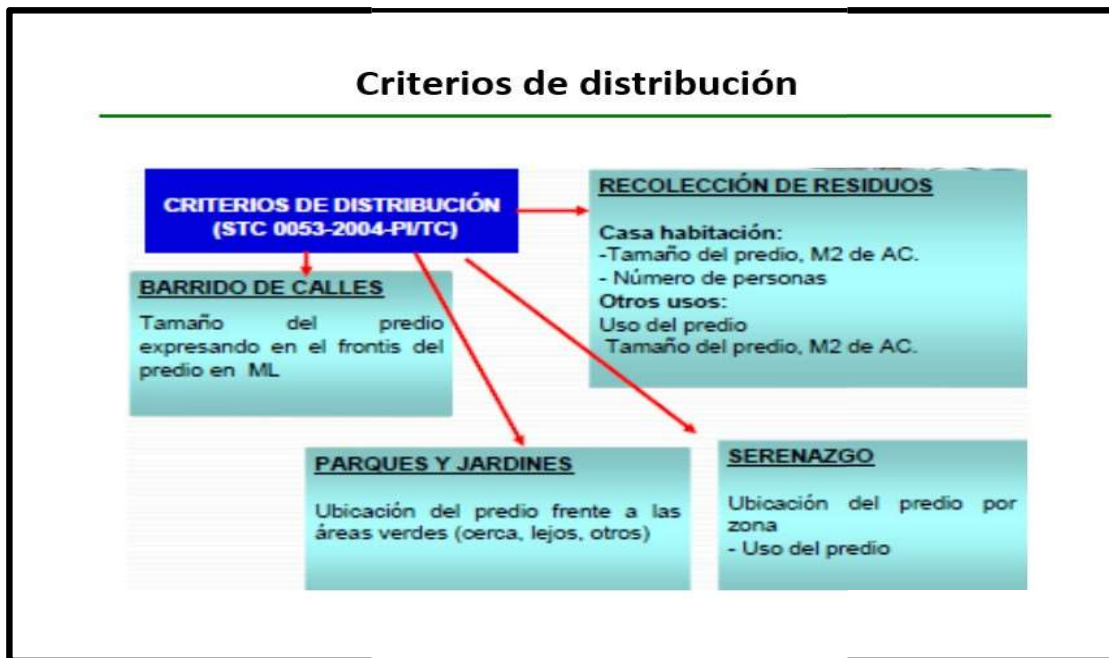 Criterios de distribución
CRITERIOS DE DISTRIBUCIÓN
(STC 0053-2004-PI/TC)
RECOLECCIÓN DE RESIDUOS
Casa habitación:
-Tamaño del predio, M2 de AC.
- Número de personas
Otros usos:
Uso del predio
Tamaño del predio, M2 de AC.
BARRIDO DE CALLES
Tamaño del predio
expresando en el frontis del
predio en ML
PARQUES Y JARDINES
Ubicación del predio frente a las
áreas verdes (cerca, lejos, otros)
SERENAZGO
Ubicación del predio por
zona
- Uso del predio